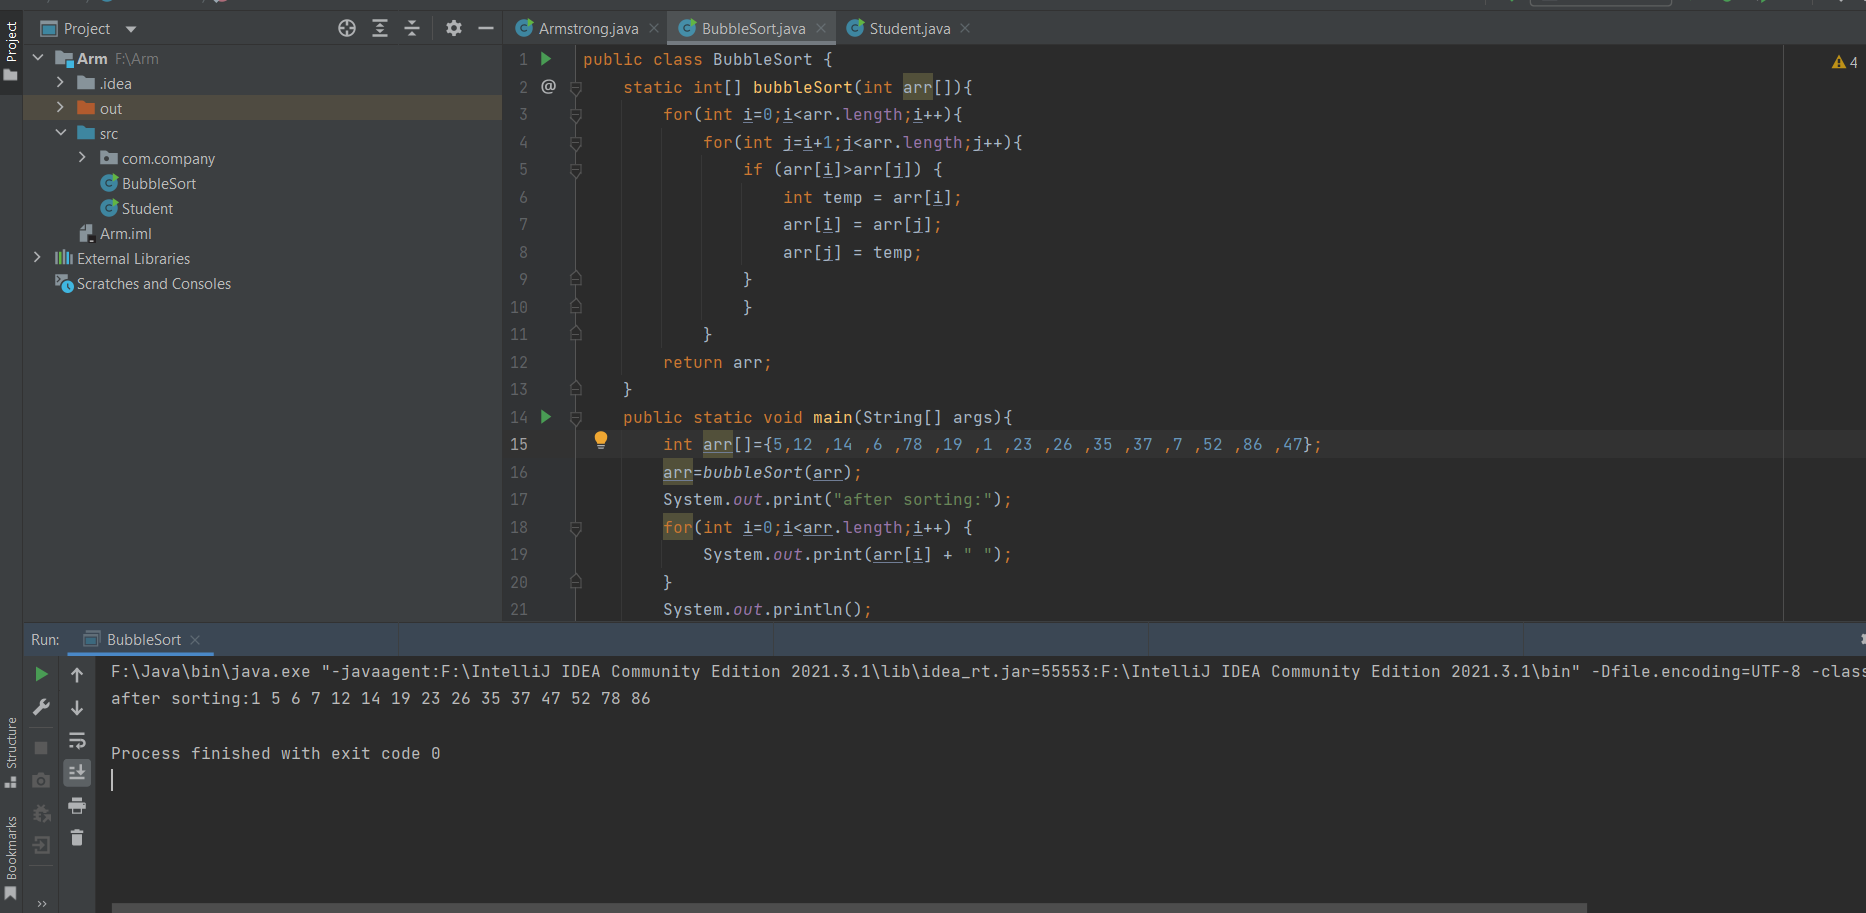 Project
Armstrong.java
BubbleSort.java
Student.java
Project
Arm F:\Arm
.idea
out
src
com.company
BubbleSort
Student
Arm.iml
External Libraries
Scratches and Consoles
4
1 public class BubbleSort {
2 @ static int[] bubbleSort(int arr[]){
3 for(int i=0;i<arr.length;i++){
4 for(int j=i+1;j<arr.length;j++){
5 if (arr[i]>arr[j]) {
6 int temp = arr[i];
7 arr[i] = arr[j];
8 arr[j] = temp;
9 }
10 }
11 }
12 return arr;
13 }
14 public static void main(String[] args){
15 int arr[]={5,12 ,14 ,6 ,78 ,19 ,1 ,23 ,26 ,35 ,37 ,7 ,52 ,86 ,47};
16 arr=bubbleSort(arr);
17 System.out.print("after sorting:");
18 for(int i=0;i<arr.length;i++) {
19 System.out.print(arr[i] + " ");
20 }
21 System.out.println();
Run: BubbleSort
F:\Java\bin\java.exe "-javaagent:F:\IntelliJ IDEA Community Edition 2021.3.1\lib\idea_rt.jar=55553:F:\IntelliJ IDEA Community Edition 2021.3.1\bin" -Dfile.encoding=UTF-8 -class
after sorting:1 5 6 7 12 14 19 23 26 35 37 47 52 78 86
Process finished with exit code 0
Structure
Bookmarks